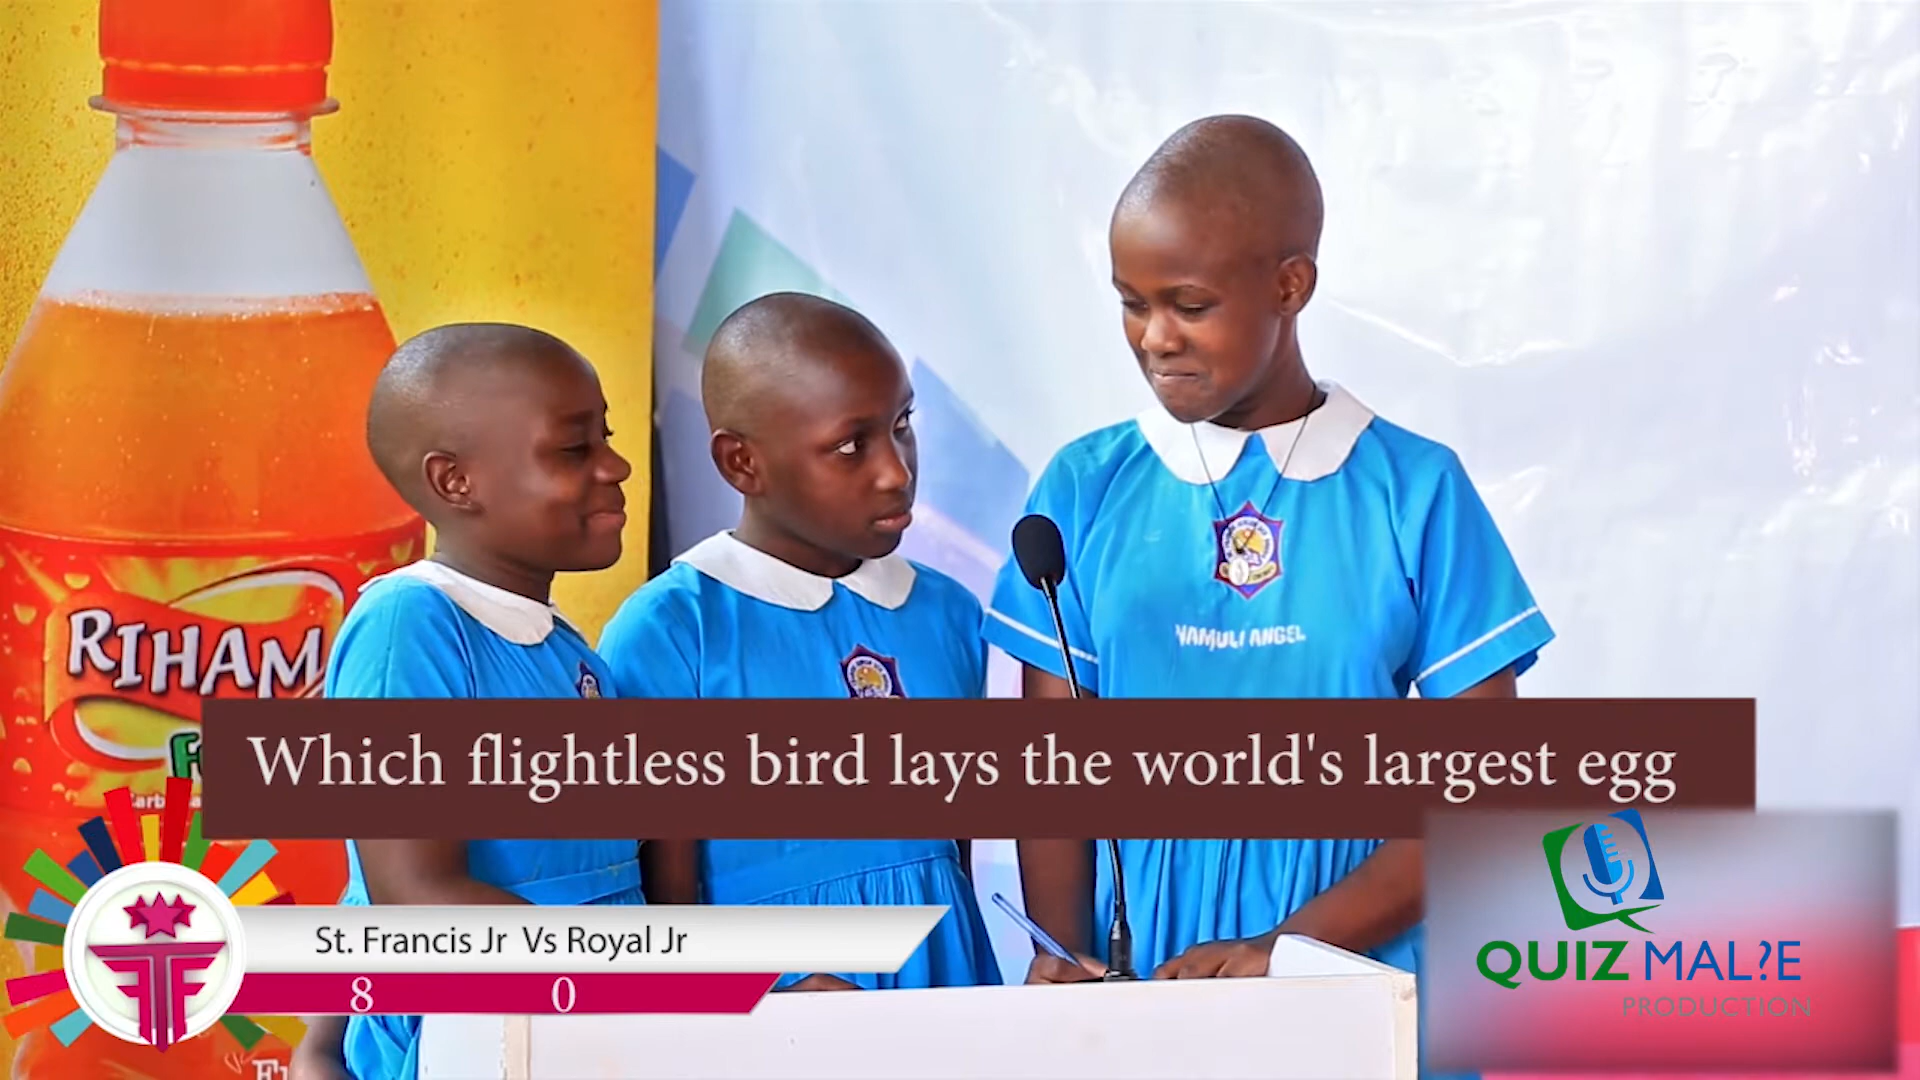 RIHAM
NAMULI ANGEL
Which flightless bird lays the world's largest egg
St. Francis Jr Vs Royal Jr
8 0
QUIZ MAL?E
PRODUCTION